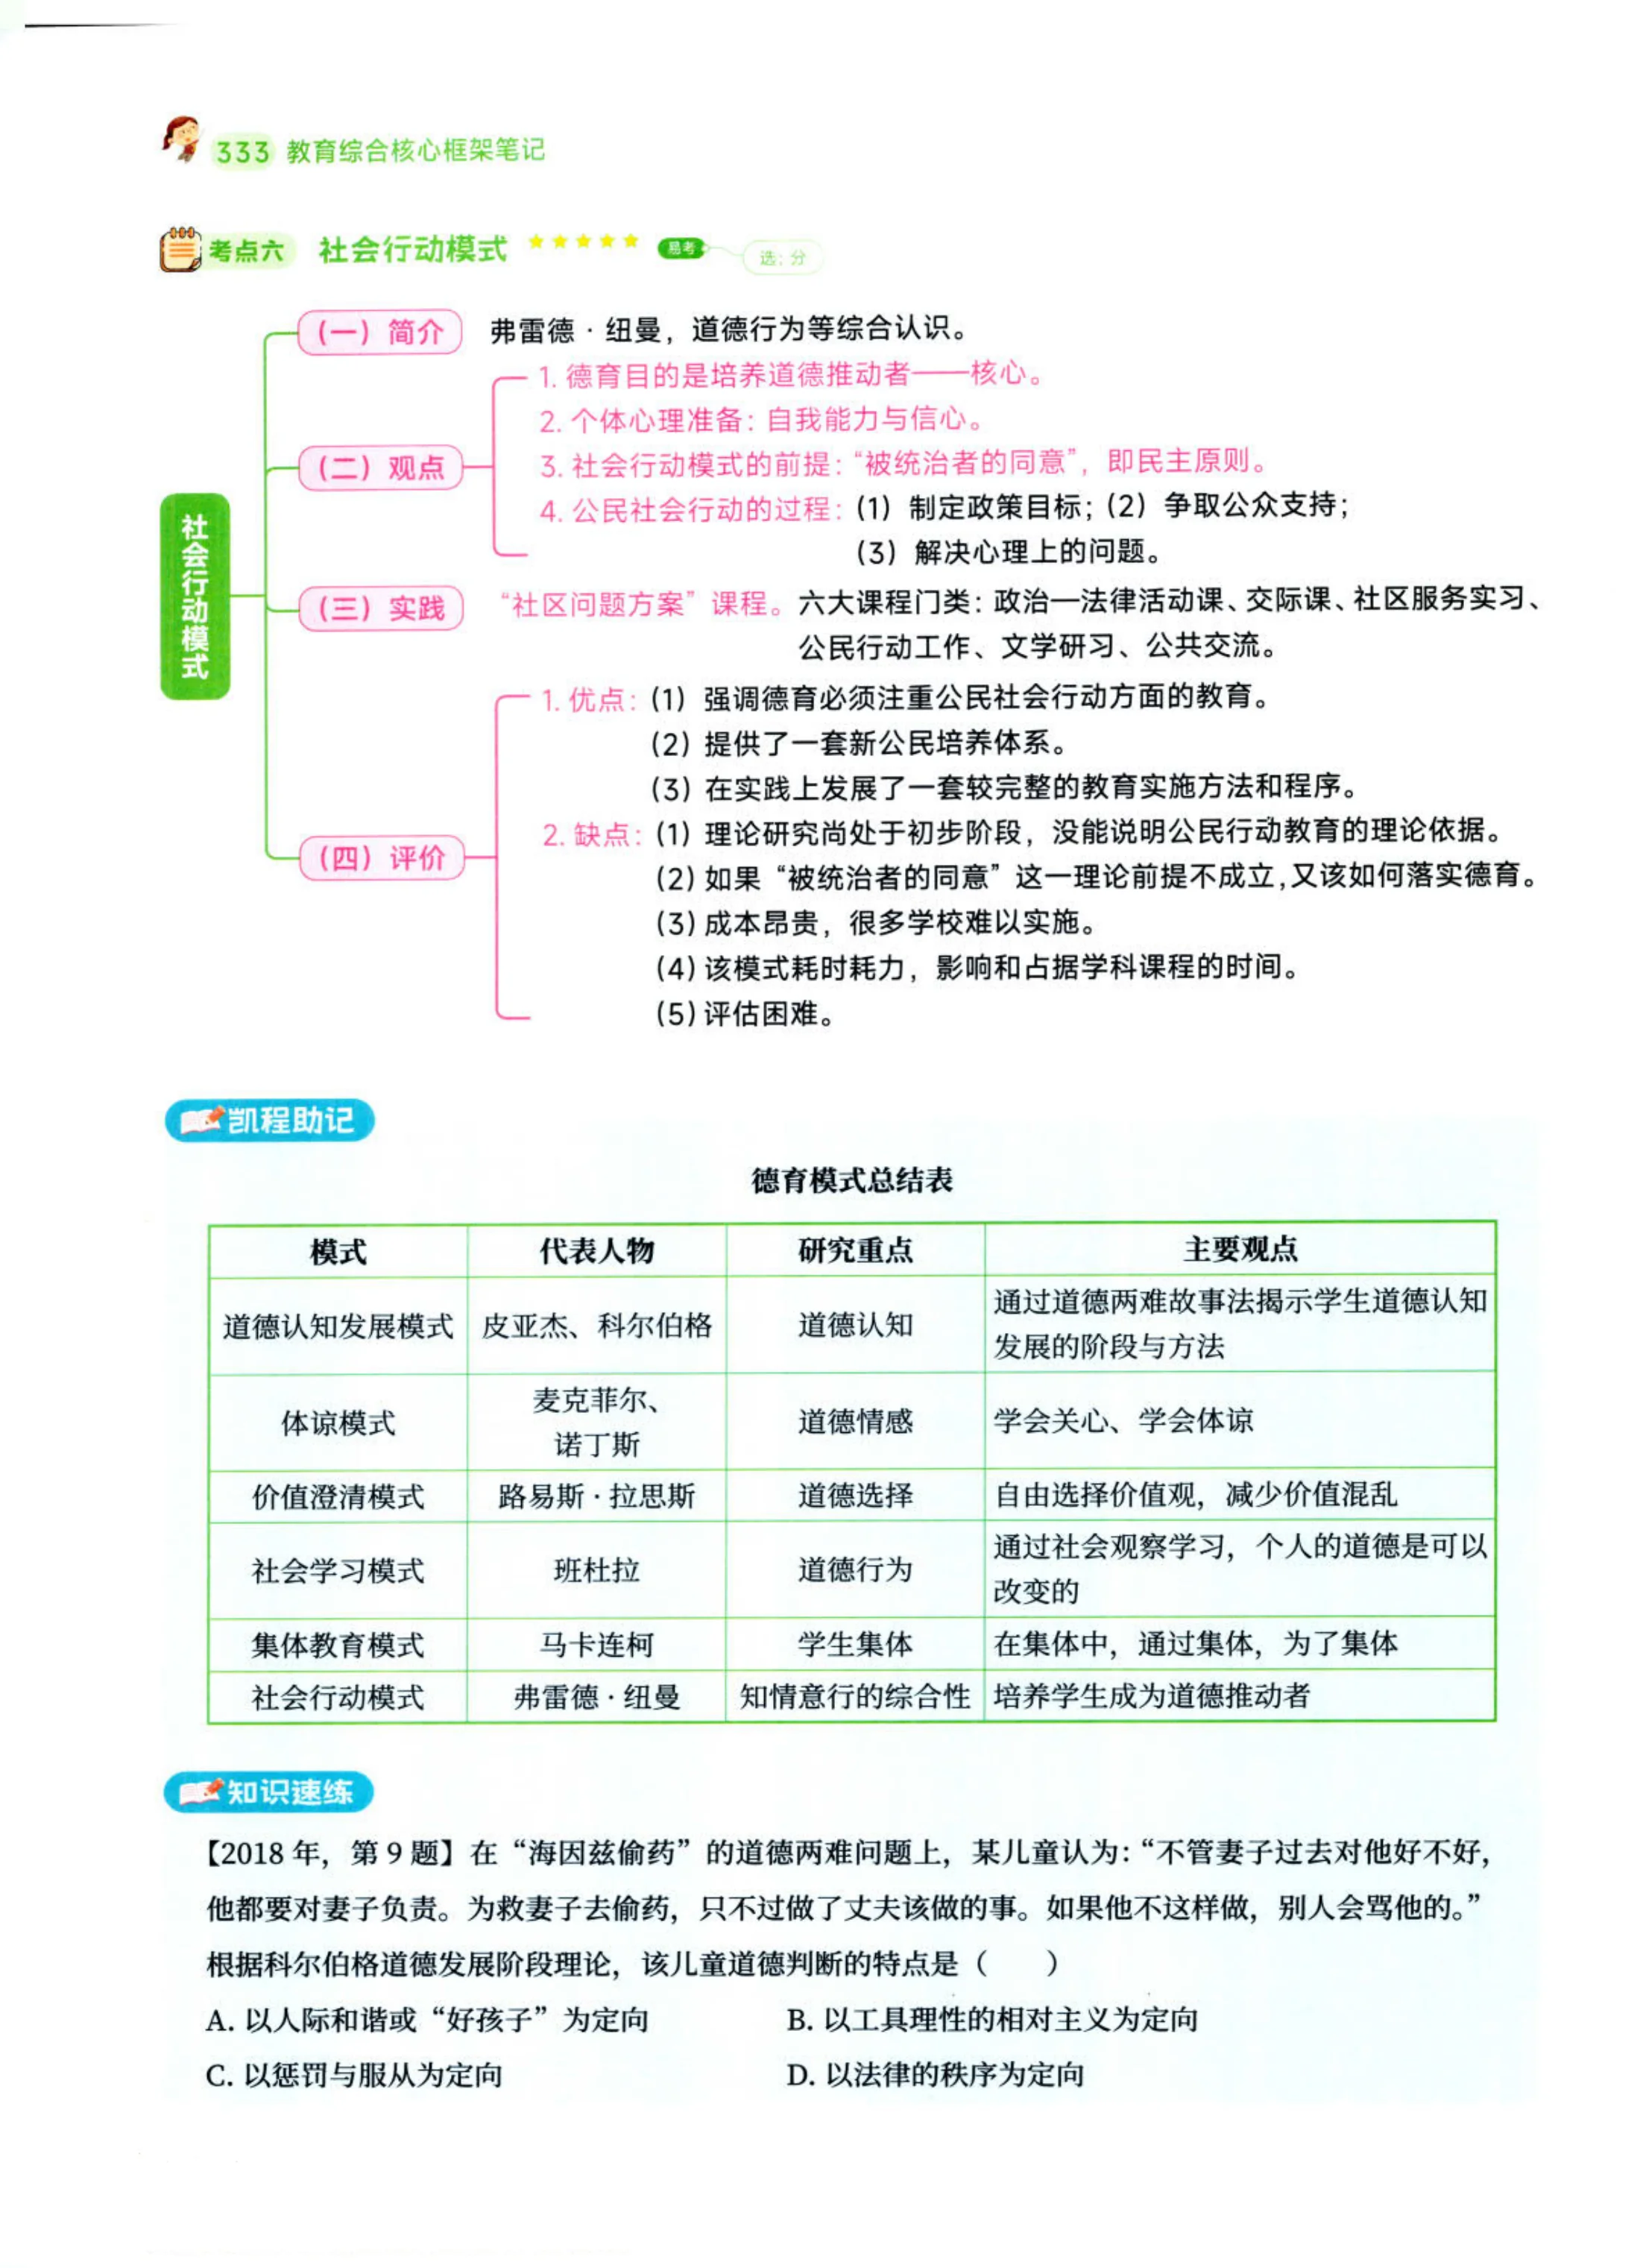 333 教育综合核心框架笔记
考点六 社会行动模式 ★★★★★ 易考 选；分
社会行动模式
（一）简介 弗雷德·纽曼，道德行为等综合认识。
（二）观点
1. 德育目的是培养道德推动者——核心。
2. 个体心理准备：自我能力与信心。
3. 社会行动模式的前提：“被统治者的同意”，即民主原则。
4. 公民社会行动的过程：（1）制定政策目标；（2）争取公众支持；
（3）解决心理上的问题。
（三）实践 “社区问题方案”课程。六大课程门类：政治—法律活动课、交际课、社区服务实习、
公民行动工作、文学研习、公共交流。
（四）评价
1. 优点：（1）强调德育必须注重公民社会行动方面的教育。
（2）提供了一套新公民培养体系。
（3）在实践上发展了一套较完整的教育实施方法和程序。
2. 缺点：（1）理论研究尚处于初步阶段，没能说明公民行动教育的理论依据。
（2）如果“被统治者的同意”这一理论前提不成立，又该如何落实德育。
（3）成本昂贵，很多学校难以实施。
（4）该模式耗时耗力，影响和占据学科课程的时间。
（5）评估困难。
凯程助记
德育模式总结表
模式 代表人物 研究重点 主要观点
道德认知发展模式 皮亚杰、科尔伯格 道德认知 通过道德两难故事法揭示学生道德认知
发展的阶段与方法
体谅模式 麦克菲尔、
诺丁斯 道德情感 学会关心、学会体谅
价值澄清模式 路易斯·拉思斯 道德选择 自由选择价值观，减少价值混乱
社会学习模式 班杜拉 道德行为 通过社会观察学习，个人的道德是可以
改变的
集体教育模式 马卡连柯 学生集体 在集体中，通过集体，为了集体
社会行动模式 弗雷德·纽曼 知情意行的综合性 培养学生成为道德推动者
知识速练
【2018 年，第 9 题】在“海因兹偷药”的道德两难问题上，某儿童认为：“不管妻子过去对他好不好，
他都要对妻子负责。为救妻子去偷药，只不过做了丈夫该做的事。如果他不这样做，别人会骂他的。”
根据科尔伯格道德发展阶段理论，该儿童道德判断的特点是（　　）
A. 以人际和谐或“好孩子”为定向 B. 以工具理性的相对主义为定向
C. 以惩罚与服从为定向 D. 以法律的秩序为定向